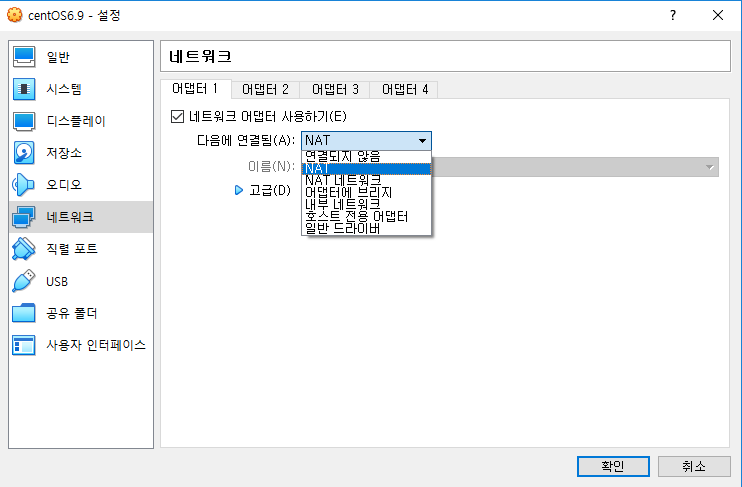 centOS6.9 - 설정
일반
시스템
디스플레이
저장소
오디오
네트워크
직렬 포트
USB
공유 폴더
사용자 인터페이스
네트워크
어댑터 1 어댑터 2 어댑터 3 어댑터 4
네트워크 어댑터 사용하기(E)
다음에 연결됨(A): NAT
연결되지 않음
이름(N): NAT
NAT 네트워크
고급(D) 어댑터에 브리지
내부 네트워크
호스트 전용 어댑터
일반 드라이버
확인 취소